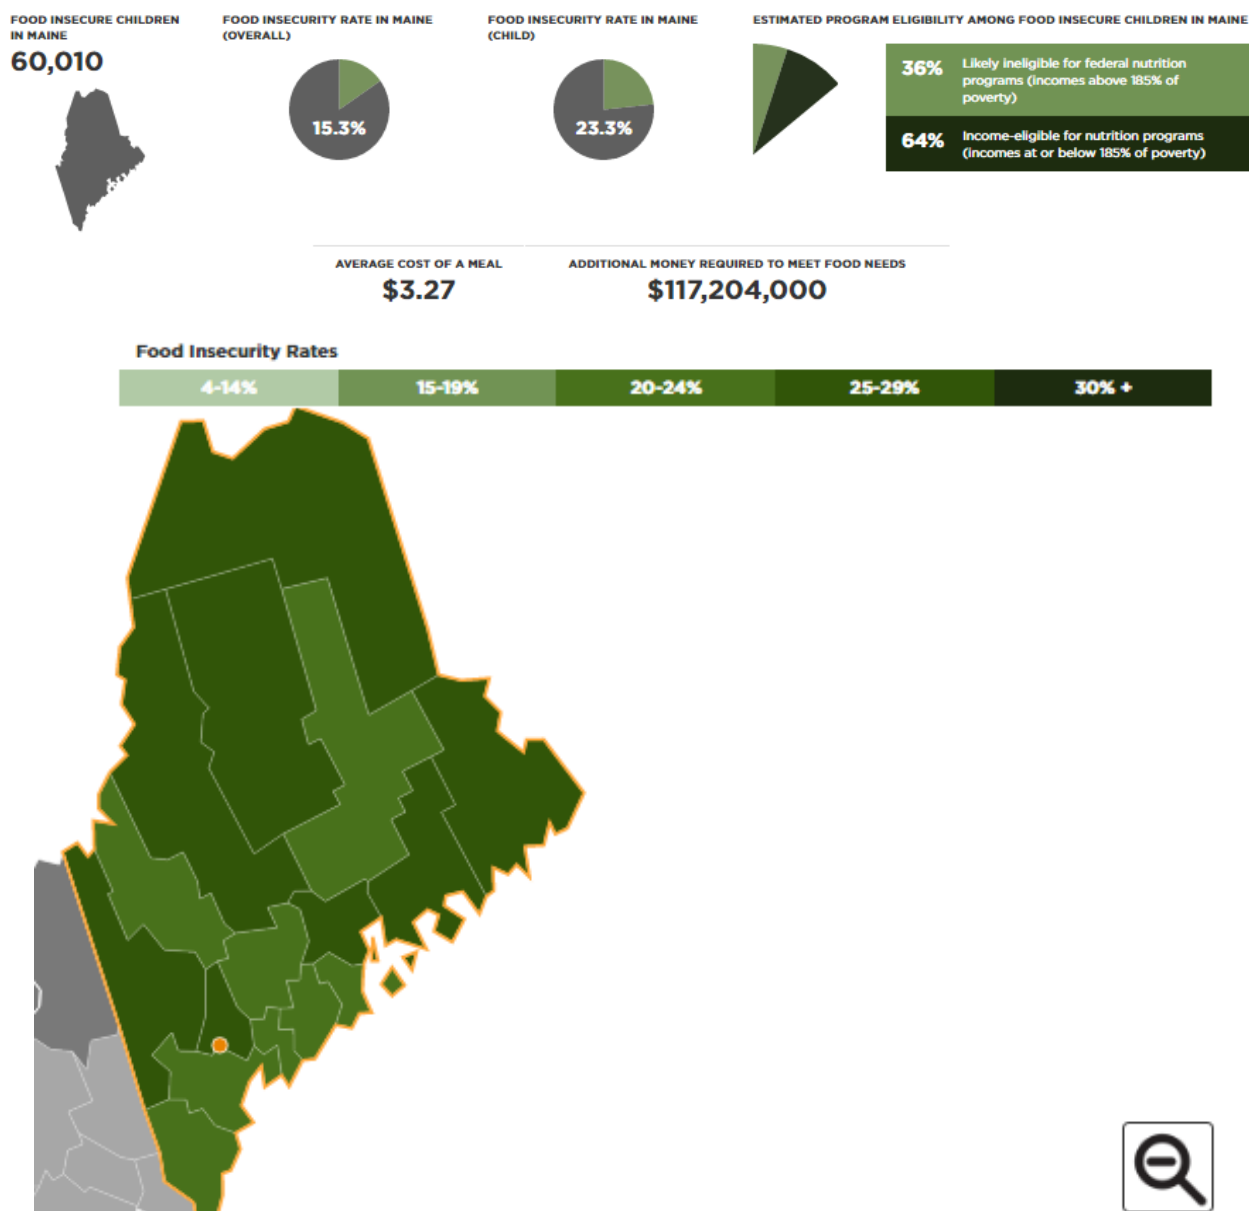 FOOD INSECURE CHILDREN
IN MAINE
60,010
FOOD INSECURITY RATE IN MAINE
(OVERALL)
15.3%
FOOD INSECURITY RATE IN MAINE
(CHILD)
23.3%
ESTIMATED PROGRAM ELIGIBILITY AMONG FOOD INSECURE CHILDREN IN MAINE
36%
Likely ineligible for federal nutrition
programs (incomes above 185% of
poverty)
64%
Income-eligible for nutrition programs
(incomes at or below 185% of poverty)
AVERAGE COST OF A MEAL
$3.27
ADDITIONAL MONEY REQUIRED TO MEET FOOD NEEDS
$117,204,000
Food Insecurity Rates
4-14%
15-19%
20-24%
25-29%
30% +